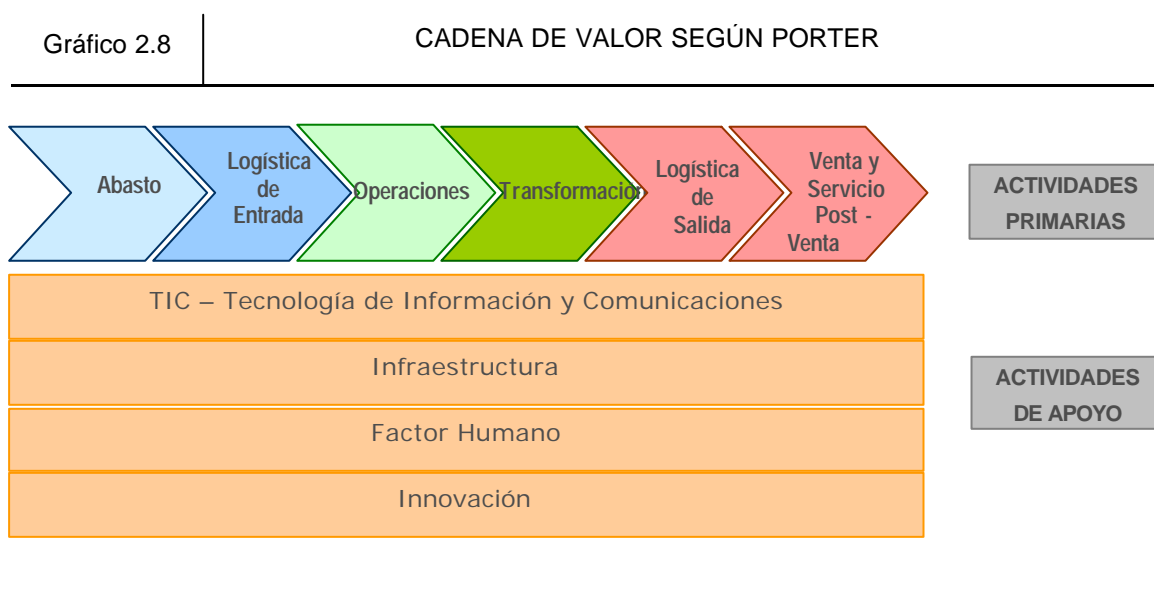 Gráfico 2.8
CADENA DE VALOR SEGÚN PORTER
Abasto
Logística
de
Entrada
Operaciones
Transformación
Logística
de
Salida
Venta y
Servicio
Post -
Venta
ACTIVIDADES
PRIMARIAS
TIC – Tecnología de Información y Comunicaciones
Infraestructura
Factor Humano
Innovación
ACTIVIDADES
DE APOYO